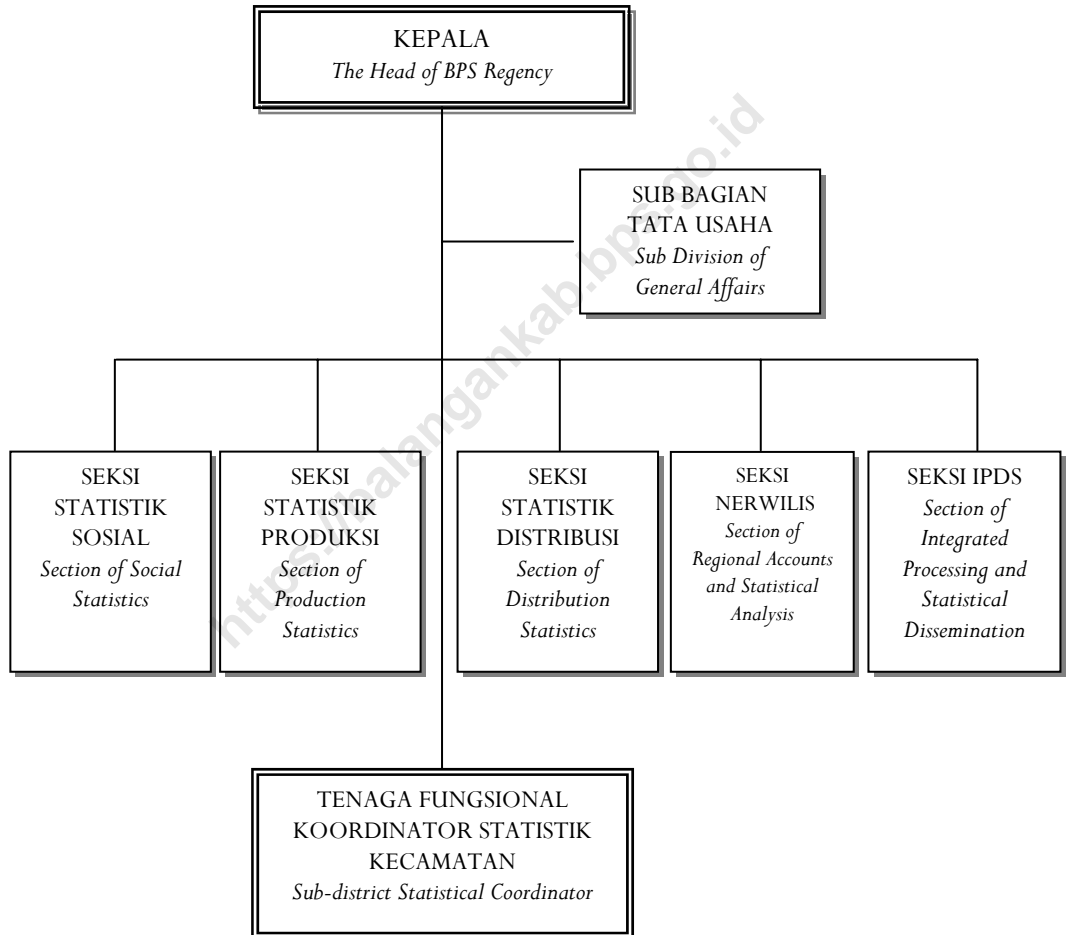 KEPALA
The Head of BPS Regency
SUB BAGIAN
TATA USAHA
Sub Division of
General Affairs
SEKSI
STATISTIK
SOSIAL
Section of Social
Statistics
SEKSI
STATISTIK
PRODUKSI
Section of
Production
Statistics
SEKSI
STATISTIK
DISTRIBUSI
Section of
Distribution
Statistics
SEKSI
NERWILIS
Section of
Regional Accounts
and Statistical
Analysis
SEKSI IPDS
Section of
Integrated
Processing and
Statistical
Dissemination
TENAGA FUNGSIONAL
KOORDINATOR STATISTIK
KECAMATAN
Sub-district Statistical Coordinator
https://balangankab.bps.go.id